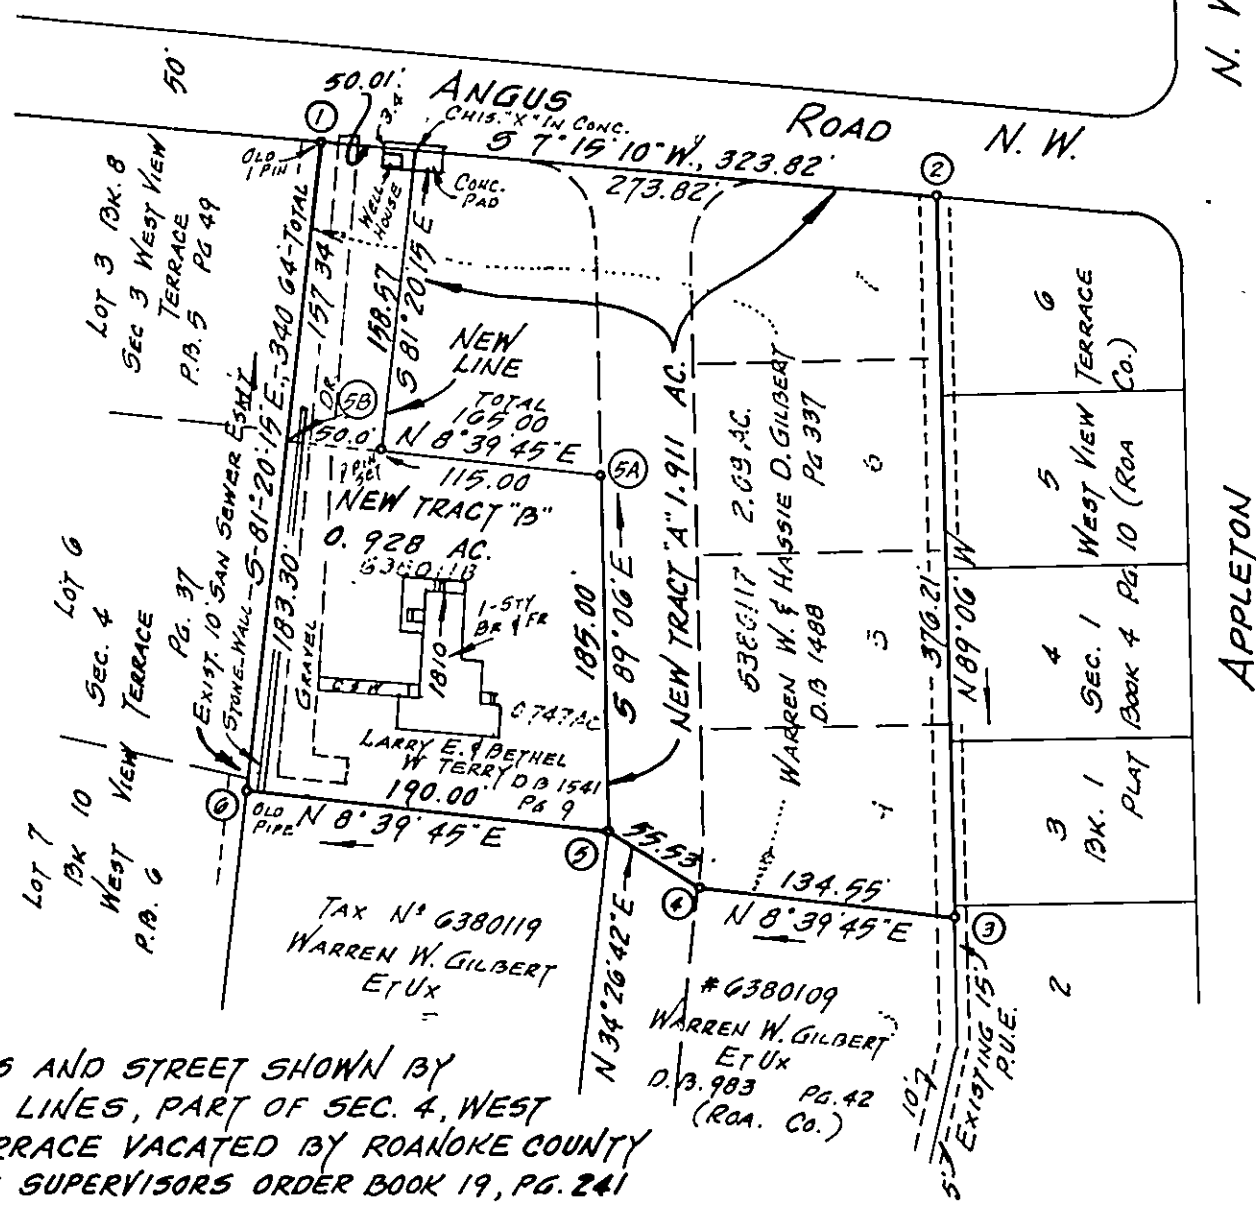 50'
50.01'
3.4'
ANGUS
ROAD
N. W.
N. W
CHIS. "X" IN CONC.
S 7° 15' 10" W., 323.82'
273.82'
1
2
OLD
PIN
WELL
HOUSE
CONC.
PAD
LOT 3 BK. 8
SEC 3 WEST VIEW
TERRACE
P.B. 5 PG 49
S-81-20-15 E.,-340 64-TOTAL
157 34
158.57
S 81° 20' 15 E
DR.
NEW
LINE
5B
TOTAL
165.00
N 8° 39' 45" E
50.0'
115.00
5A
NEW TRACT "B"
0. 928 AC.
1-STY
BR & FR
1810
0 747 AC
LARRY E. & BETHEL
W TERRY D B 1541
PG 9
190.00'
N 8° 39' 45" E
OLD
PIPE
6
183.30'
GRAVEL
STONE-WALL
EXIST. 10' SAN SEWER ESMT
LOT 6
SEC. 4
PG. 37
TERRACE
LOT 7
BK 10
WEST VIEW
P.B. 6
185.00'
S 89° 06' E
NEW TRACT "A" 1.911 AC.
2.09 AC.
WARREN W. & HASSIE D. GILBERT
D.B 1488 PG 337
376.21'
N 89° 06' W
6
5
4
3
2
BK. 1 SEC. 1 WEST VIEW TERRACE
PLAT BOOK 4 PG. 10 (ROA Co.)
APPLETON
5
55.53'
N 34° 26' 42" E
4
134.55'
N 8° 39' 45" E
3
TAX Nº 6380119
WARREN W. GILBERT
ET UX
# 6380109
WARREN W. GILBERT
ET UX
D.B. 983 PG. 42
(ROA. CO.)
10'
5'
EXISTING 15'
P.U.E.
S AND STREET SHOWN BY
LINES, PART OF SEC. 4, WEST
RRACE VACATED BY ROANOKE COUNTY
SUPERVISORS ORDER BOOK 19, PG. 241